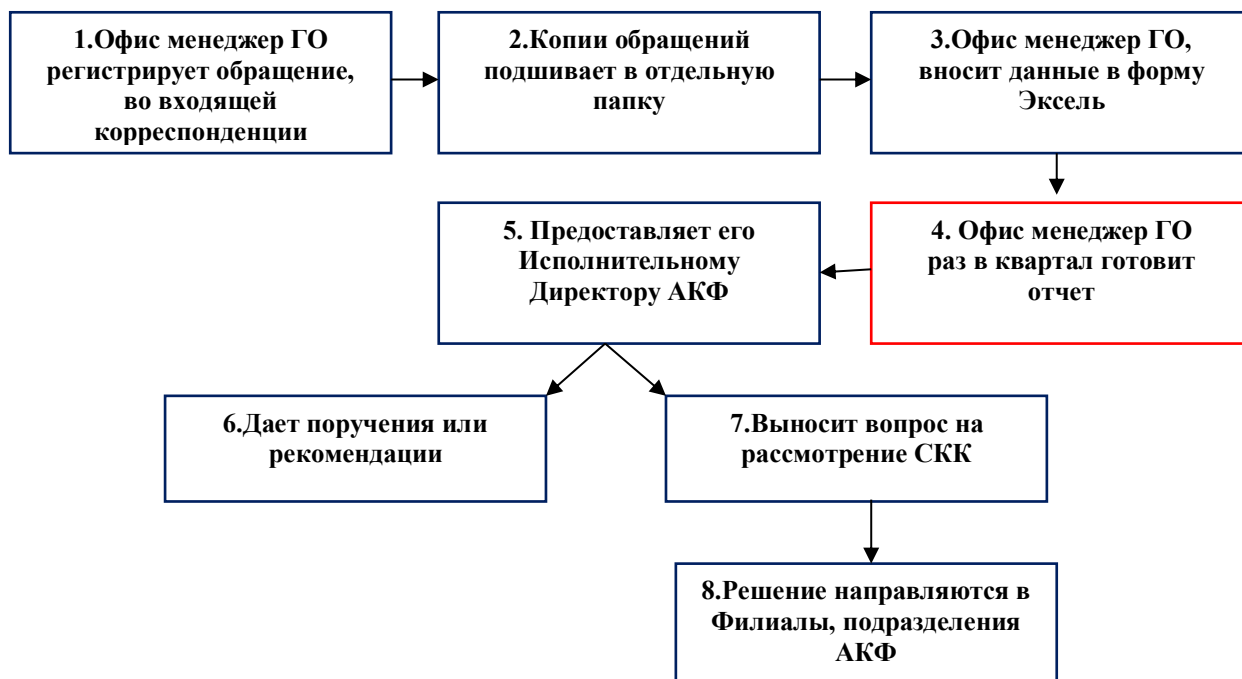 1.Офис менеджер ГО
регистрирует обращение,
во входящей
корреспонденции
2.Копии обращений
подшивает в отдельную
папку
3.Офис менеджер ГО,
вносит данные в форму
Эксель
4. Офис менеджер ГО
раз в квартал готовит
отчет
5. Предоставляет его
Исполнительному
Директору АКФ
6.Дает поручения или
рекомендации
7.Выносит вопрос на
рассмотрение СКК
8.Решение направляются в
Филиалы, подразделения
АКФ